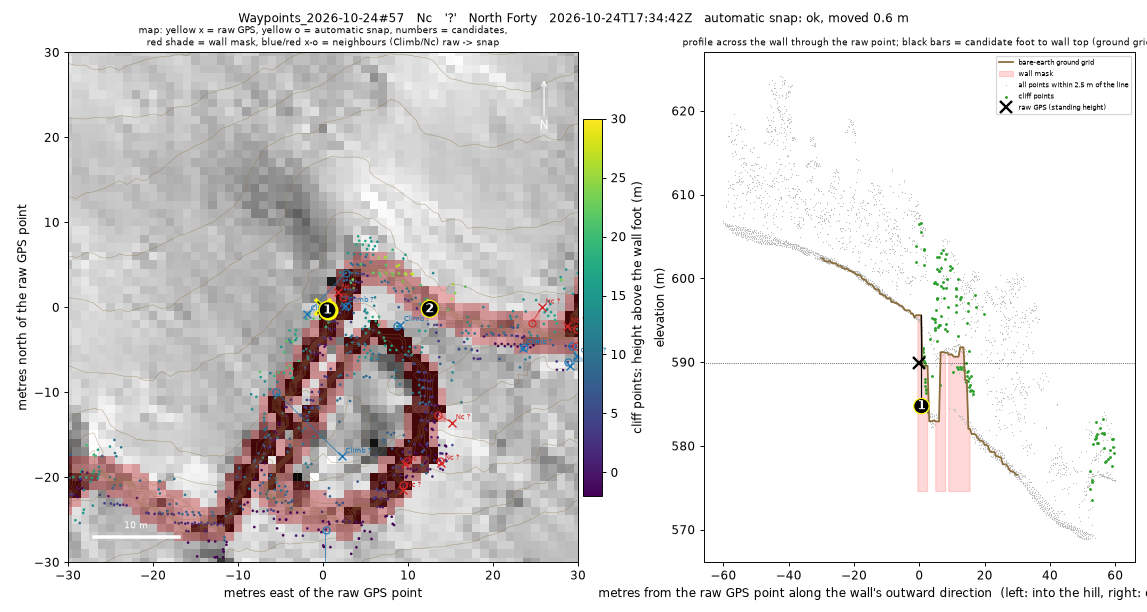 Waypoints_2026-10-24#57   Nc   '?'   North Forty   2026-10-24T17:34:42Z   automatic snap: ok, moved 0.6 m
map: yellow x = raw GPS, yellow o = automatic snap, numbers = candidates,
red shade = wall mask, blue/red x-o = neighbours (Climb/Nc) raw -> snap
profile across the wall through the raw point; black bars = candidate foot to wall top (ground gri
30
20
10
0
−10
−20
−30
−30
−20
−10
0
10
20
30
metres north of the raw GPS point
metres east of the raw GPS point
N
10 m
1
2
Climb ?
Nc ?
Nc ?
30
25
20
15
10
5
0
cliff points: height above the wall foot (m)
bare-earth ground grid
wall mask
all points within 2.5 m of the line
cliff points
raw GPS (standing height)
620
610
600
590
580
570
elevation (m)
1
−60
−40
−20
0
20
40
60
metres from the raw GPS point along the wall's outward direction  (left: into the hill, right: